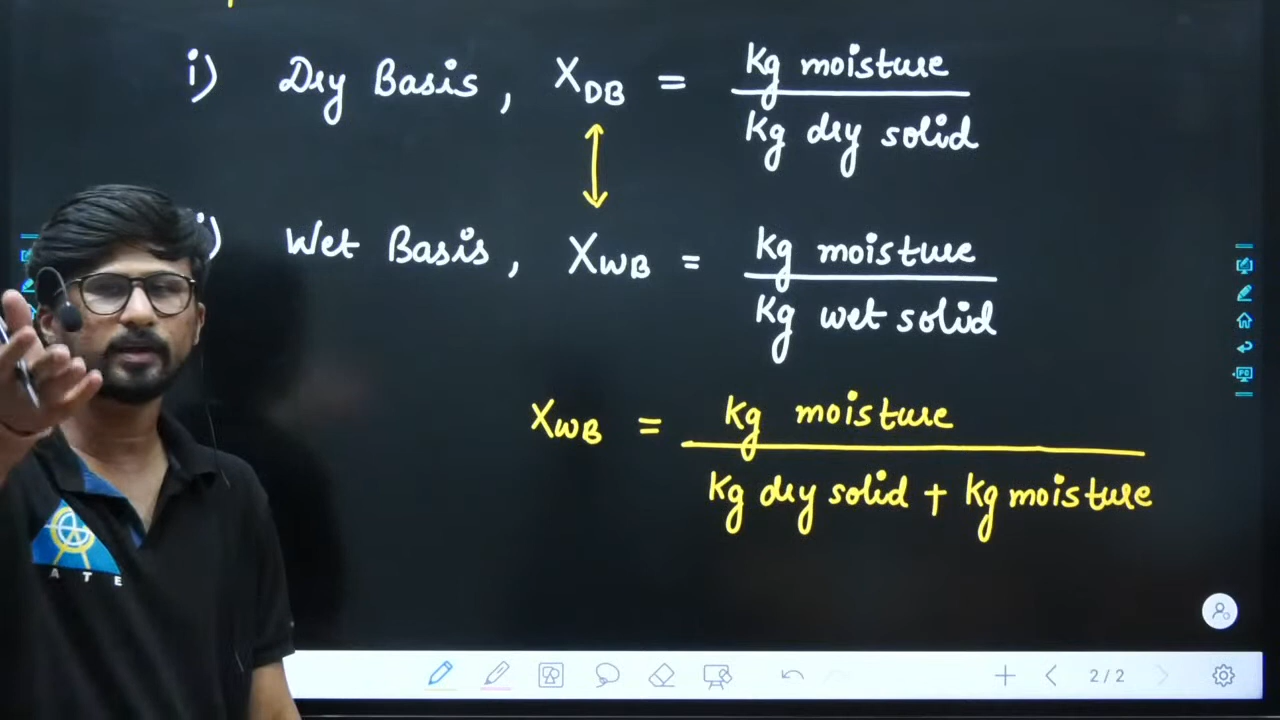 i) Dry Basis, X_DB = kg moisture / kg dry solid
i) Wet Basis, X_WB = kg moisture / kg wet solid
X_WB = kg moisture / kg dry solid + kg moisture
A T E
2/2